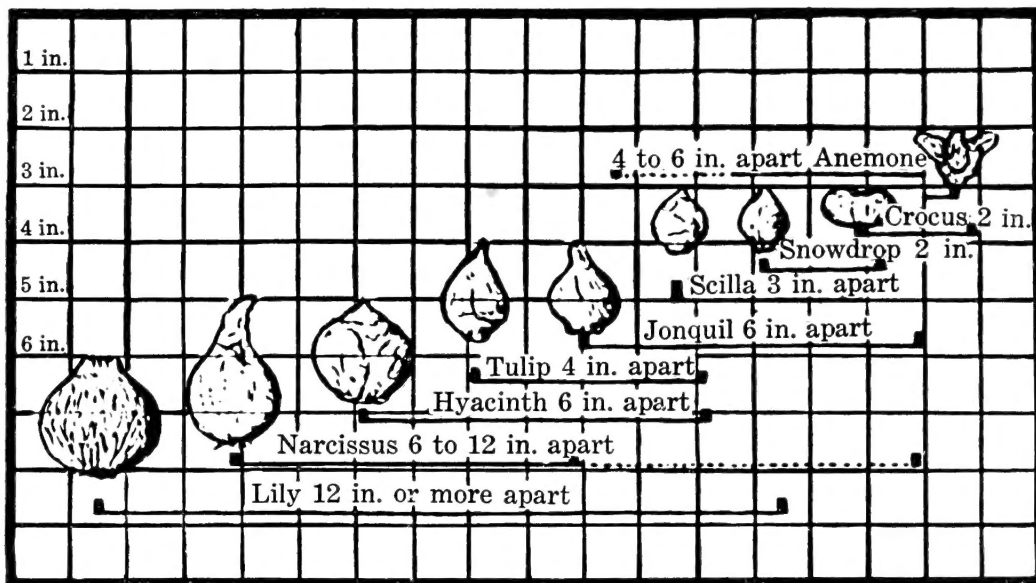 1 in.
2 in.
3 in.
4 in.
5 in.
6 in.
4 to 6 in. apart Anemone
Crocus 2 in.
Snowdrop 2 in.
Scilla 3 in. apart
Jonquil 6 in. apart
Tulip 4 in. apart
Hyacinth 6 in. apart
Narcissus 6 to 12 in. apart
Lily 12 in. or more apart